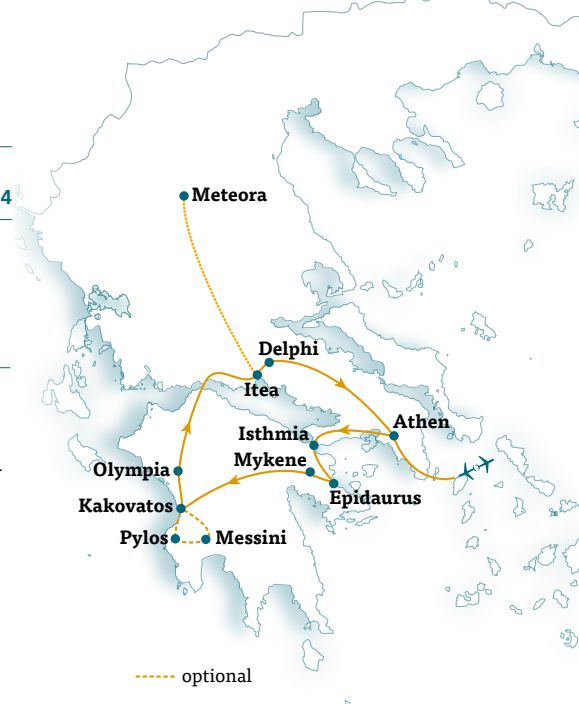 4
Meteora
Delphi
Itea
Athen
Isthmia
Mykene
Olympia
Epidaurus
Kakovatos
Pylos
Messini
optional